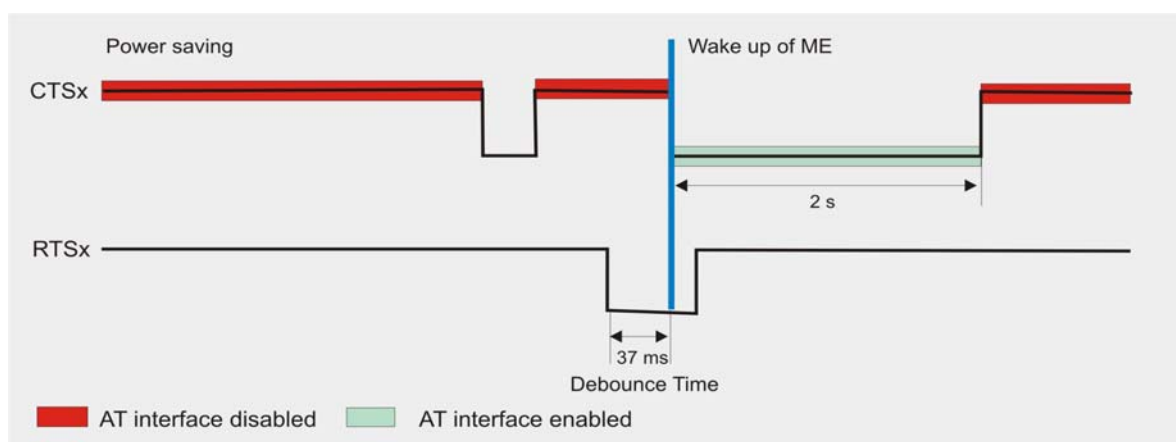 Power saving
Wake up of ME
CTSx
2 s
RTSx
37 ms
Debounce Time
AT interface disabled
AT interface enabled